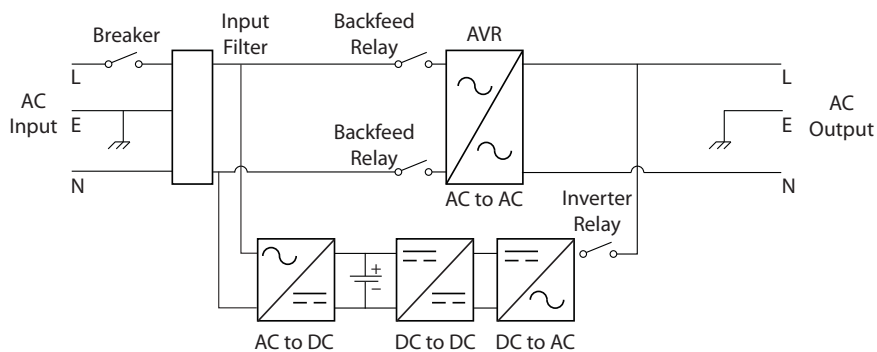 Breaker
Input
Filter
Backfeed
Relay
AVR
L
AC
Input
E
N
Backfeed
Relay
AC to AC
L
AC
Output
E
N
Inverter
Relay
+
−
AC to DC
DC to DC
DC to AC